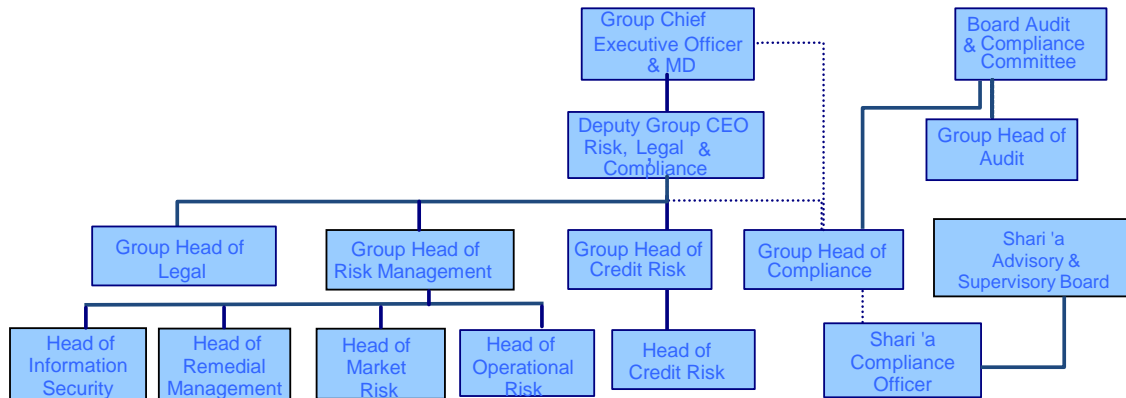 Group Chief
Executive Officer
& MD
Board Audit
& Compliance
Committee
Deputy Group CEO
Risk, Legal &
Compliance
Group Head of
Audit
Group Head of
Legal
Group Head of
Risk Management
Group Head of
Credit Risk
Group Head of
Compliance
Shari 'a
Advisory &
Supervisory Board
Head of
Information
Security
Head of
Remedial
Management
Head of
Market
Risk
Head of
Operational
Risk
Head of
Credit Risk
Shari 'a
Compliance
Officer